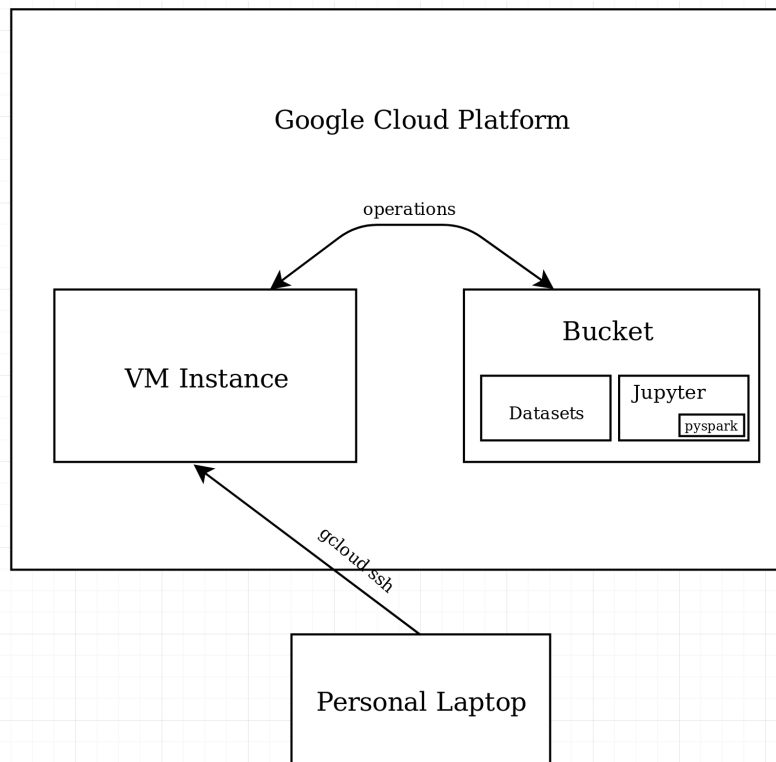 Google Cloud Platform
operations
VM Instance
Bucket
Datasets
Jupyter
pyspark
gcloud ssh
Personal Laptop